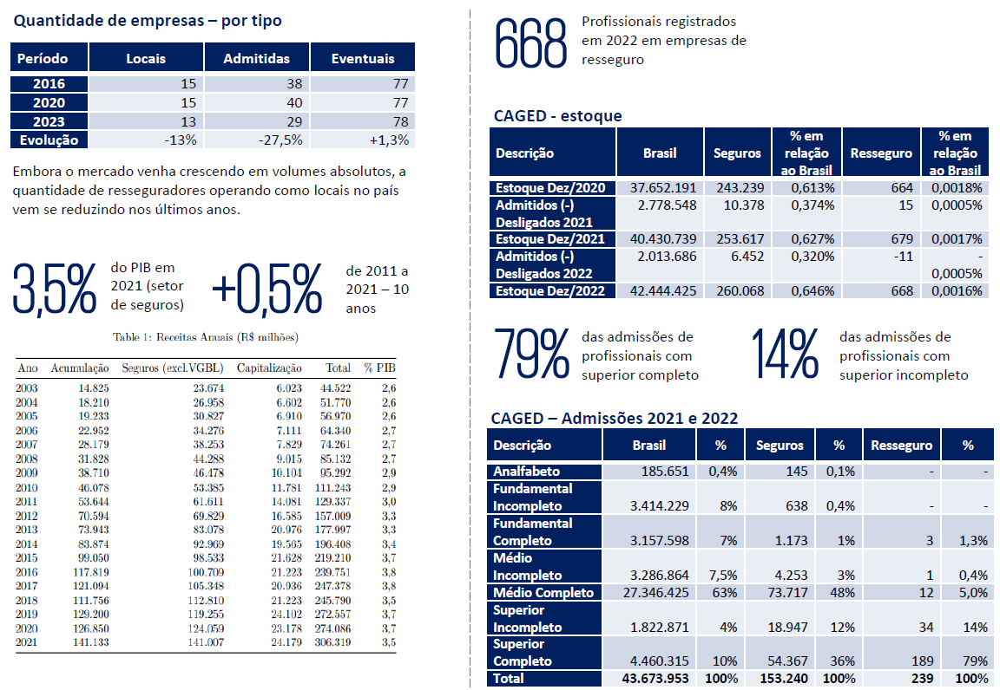 Quantidade de empresas – por tipo
Período Locais Admitidas Eventuais
2016 15 38 77
2020 15 40 77
2023 13 29 78
Evolução -13% -27,5% +1,3%
Embora o mercado venha crescendo em volumes absolutos, a
quantidade de resseguradores operando como locais no país
vem se reduzindo nos últimos anos.
3,5%
do PIB em
2021 (setor
de seguros)
+0,5%
de 2011 a
2021 – 10
anos
Table 1: Receitas Anuais (R$ milhões)
Ano Acumulação Seguros (excl.VGBL) Capitalização Total % PIB
2003 14.825 23.674 6.023 44.522 2,6
2004 18.210 26.958 6.602 51.770 2,6
2005 19.233 30.827 6.910 56.970 2,6
2006 22.952 34.276 7.111 64.340 2,7
2007 28.179 38.253 7.829 74.261 2,7
2008 31.828 44.288 9.015 85.132 2,7
2009 38.710 46.478 10.104 95.292 2,9
2010 46.078 53.385 11.781 111.243 2,9
2011 53.644 61.611 14.081 129.337 3,0
2012 70.594 69.829 16.585 157.009 3,3
2013 73.943 83.078 20.976 177.997 3,3
2014 83.874 92.969 19.565 196.408 3,4
2015 99.050 98.533 21.628 219.210 3,7
2016 117.819 100.709 21.223 239.751 3,8
2017 121.094 105.348 20.936 247.378 3,8
2018 111.756 112.810 21.223 245.790 3,5
2019 129.200 119.255 24.102 272.557 3,7
2020 126.850 124.059 23.178 274.086 3,7
2021 141.133 141.007 24.179 306.319 3,5
668
Profissionais registrados
em 2022 em empresas de
resseguro
CAGED - estoque
Descrição Brasil Seguros % em relação ao Brasil Resseguro % em relação ao Brasil
Estoque Dez/2020 37.652.191 243.239 0,613% 664 0,0018%
Admitidos (-) 2.778.548 10.378 0,374% 15 0,0005%
Desligados 2021
Estoque Dez/2021 40.430.739 253.617 0,627% 679 0,0017%
Admitidos (-) 2.013.686 6.452 0,320% -11 -
Desligados 2022 0,0005%
Estoque Dez/2022 42.444.425 260.068 0,646% 668 0,0016%
79%
das admissões de
profissionais com
superior completo
14%
das admissões de
profissionais com
superior incompleto
CAGED – Admissões 2021 e 2022
Descrição Brasil % Seguros % Resseguro %
Analfabeto 185.651 0,4% 145 0,1% - -
Fundamental
Incompleto 3.414.229 8% 638 0,4% - -
Fundamental
Completo 3.157.598 7% 1.173 1% 3 1,3%
Médio
Incompleto 3.286.864 7,5% 4.253 3% 1 0,4%
Médio Completo 27.346.425 63% 73.717 48% 12 5,0%
Superior
Incompleto 1.822.871 4% 18.947 12% 34 14%
Superior
Completo 4.460.315 10% 54.367 36% 189 79%
Total 43.673.953 100% 153.240 100% 239 100%